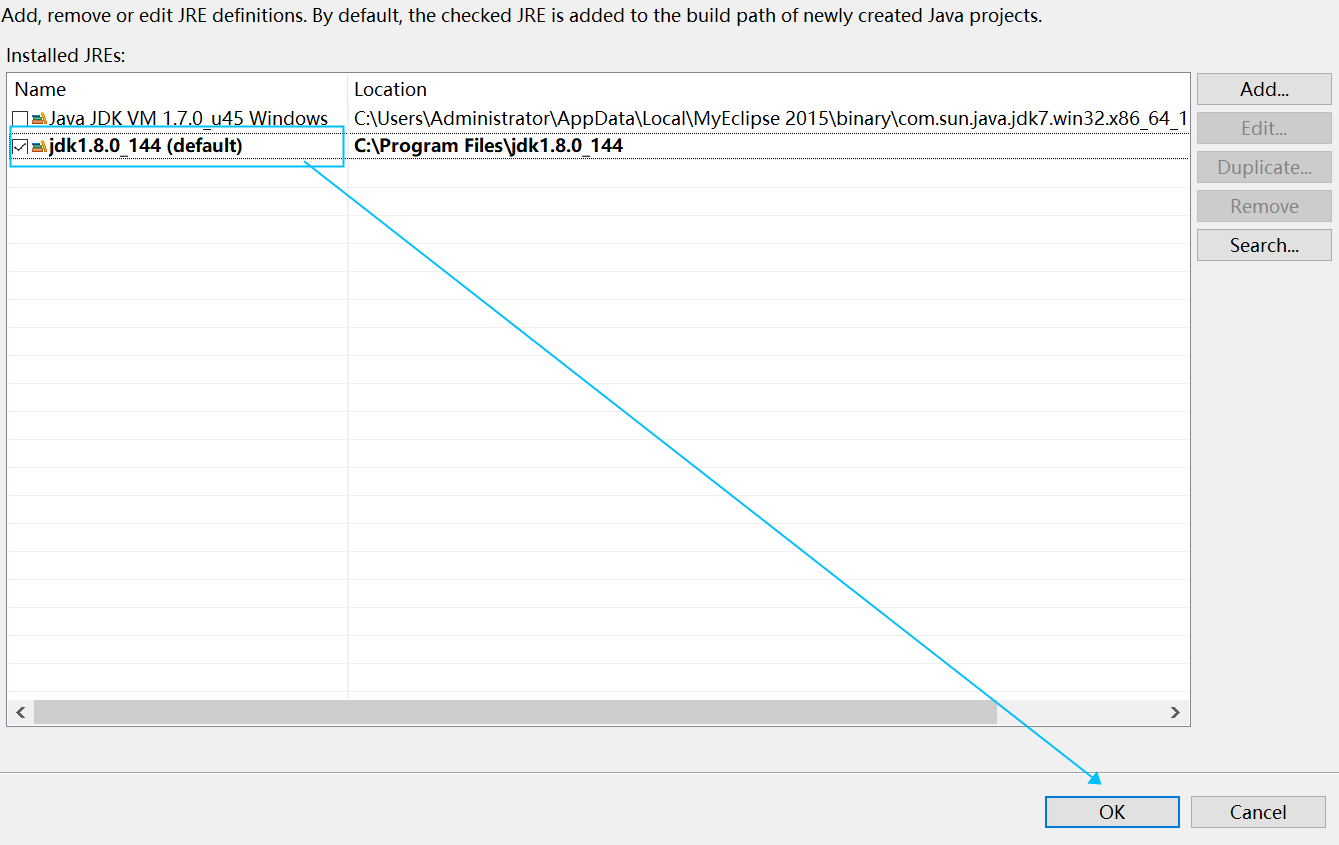 Add, remove or edit JRE definitions. By default, the checked JRE is added to the build path of newly created Java projects.
Installed JREs:
Name Location
Java JDK VM 1.7.0_u45 Windows C:\Users\Administrator\AppData\Local\MyEclipse 2015\binary\com.sun.java.jdk7.win32.x86_64_1
jdk1.8.0_144 (default) C:\Program Files\jdk1.8.0_144
Add...
Edit...
Duplicate...
Remove
Search...
OK Cancel